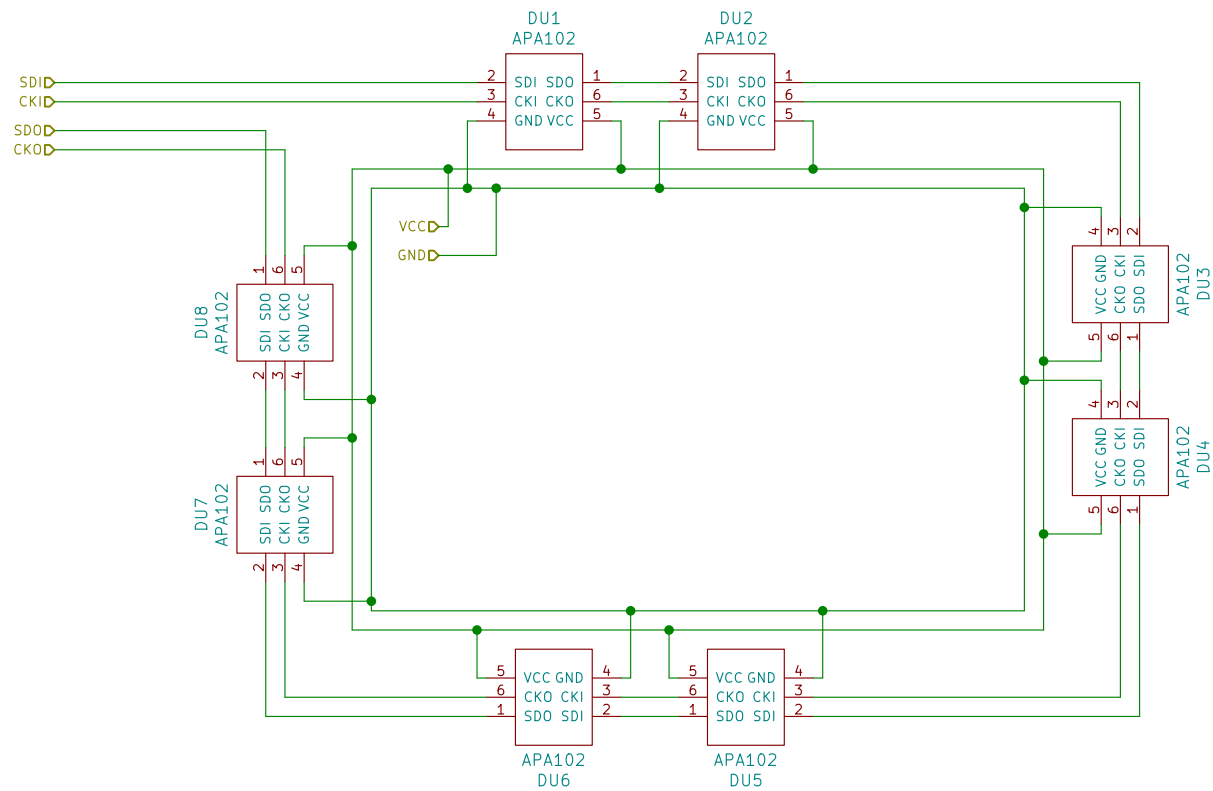 DU1
APA102
2 SDI SDO 1
3 CKI CKO 6
4 GND VCC 5
DU2
APA102
2 SDI SDO 1
3 CKI CKO 6
4 GND VCC 5
SDI
CKI
SDO
CKO
VCC
GND
4 3 2
GND CKI SDI
VCC CKO SDO
5 6 1
APA102
DU3
1 6 5
SDO CKO VCC
SDI CKI GND
2 3 4
DU8
APA102
4 3 2
GND CKI SDI
VCC CKO SDO
5 6 1
APA102
DU4
1 6 5
SDO CKO VCC
SDI CKI GND
2 3 4
DU7
APA102
5 VCC GND 4
6 CKO CKI 3
1 SDO SDI 2
APA102
DU6
5 VCC GND 4
6 CKO CKI 3
1 SDO SDI 2
APA102
DU5